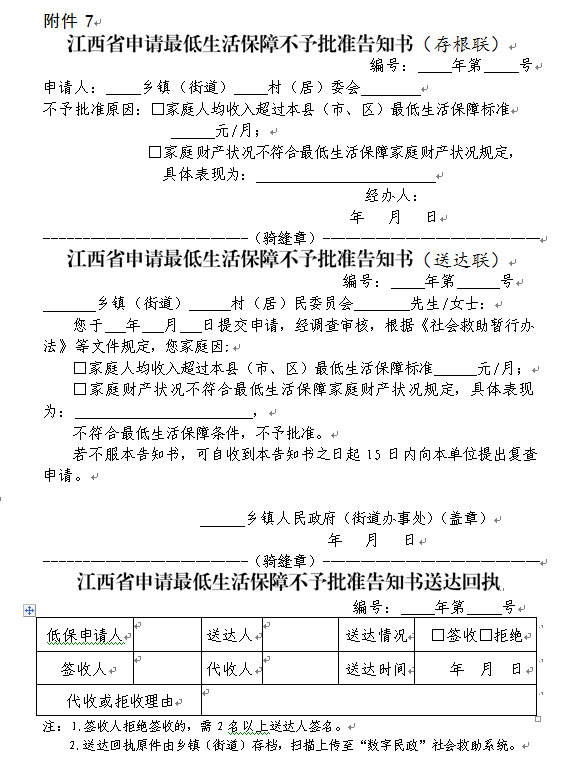 附件 7
江西省申请最低生活保障不予批准告知书（存根联）
编号：____年第____号
申请人：____乡镇（街道）____村（居）委会_______
不予批准原因：□家庭人均收入超过本县（市、区）最低生活保障标准
_____元/月；
□家庭财产状况不符合最低生活保障家庭财产状况规定，
具体表现为：_____________________
经办人：
年 月 日
--------------------------（骑缝章）--------------------------
江西省申请最低生活保障不予批准告知书（送达联）
编号：____年第_____号
______乡镇（街道）_____村（居）民委员会______先生/女士：
您于__年__月__日提交申请，经调查审核，根据《社会救助暂行办
法》等文件规定，您家庭因：
□家庭人均收入超过本县（市、区）最低生活保障标准_____元/月；
□家庭财产状况不符合最低生活保障家庭财产状况规定，具体表现
为：____________________，
不符合最低生活保障条件，不予批准。
若不服本告知书，可自收到本告知书之日起 15 日内向本单位提出复查
申请。
_____乡镇人民政府（街道办事处）（盖章）
年 月 日
--------------------------（骑缝章）--------------------------
江西省申请最低生活保障不予批准告知书送达回执
编号：____年第____号
低保申请人 送达人 送达情况 □签收□拒绝
签收人 代收人 送达时间 年 月 日
代收或拒收理由
注：1.签收人拒绝签收的，需 2 名以上送达人签名。
2.送达回执原件由乡镇（街道）存档，扫描上传至“数字民政”社会救助系统。